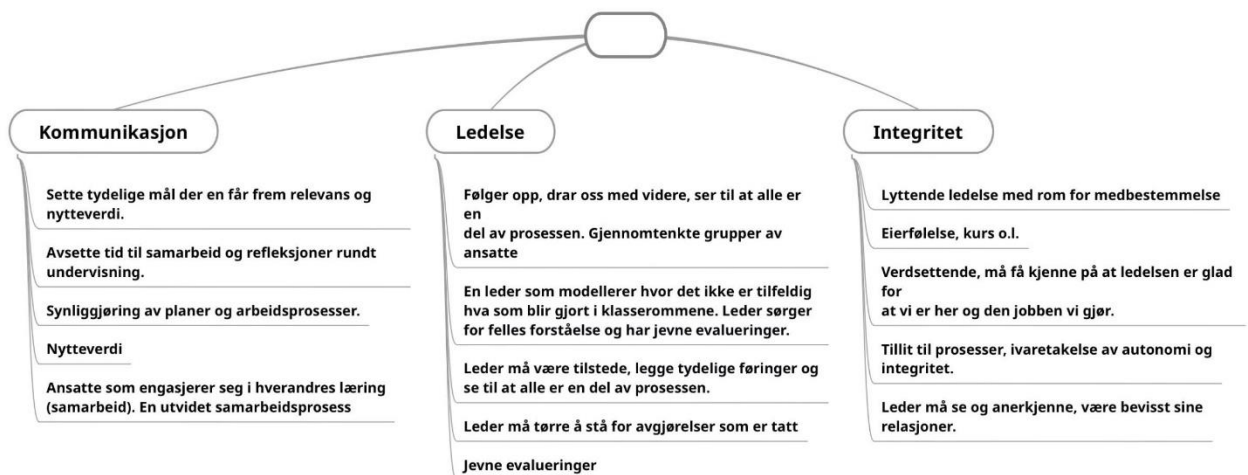 Kommunikasjon
Sette tydelige mål der en får frem relevans og
nytteverdi.
Avsette tid til samarbeid og refleksjoner rundt
undervisning.
Synliggjøring av planer og arbeidsprosesser.
Nytteverdi
Ansatte som engasjerer seg i hverandres læring
(samarbeid). En utvidet samarbeidsprosess
Ledelse
Følger opp, drar oss med videre, ser til at alle er
en
del av prosessen. Gjennomtenkte grupper av
ansatte
En leder som modellerer hvor det ikke er tilfeldig
hva som blir gjort i klasserommene. Leder sørger
for felles forståelse og har jevne evalueringer.
Leder må være tilstede, legge tydelige føringer og
se til at alle er en del av prosessen.
Leder må tørre å stå for avgjørelser som er tatt
Jevne evalueringer
Integritet
Lyttende ledelse med rom for medbestemmelse
Eierfølelse, kurs o.l.
Verdsettende, må få kjenne på at ledelsen er glad
for
at vi er her og den jobben vi gjør.
Tillit til prosesser, ivaretakelse av autonomi og
integritet.
Leder må se og anerkjenne, være bevisst sine
relasjoner.